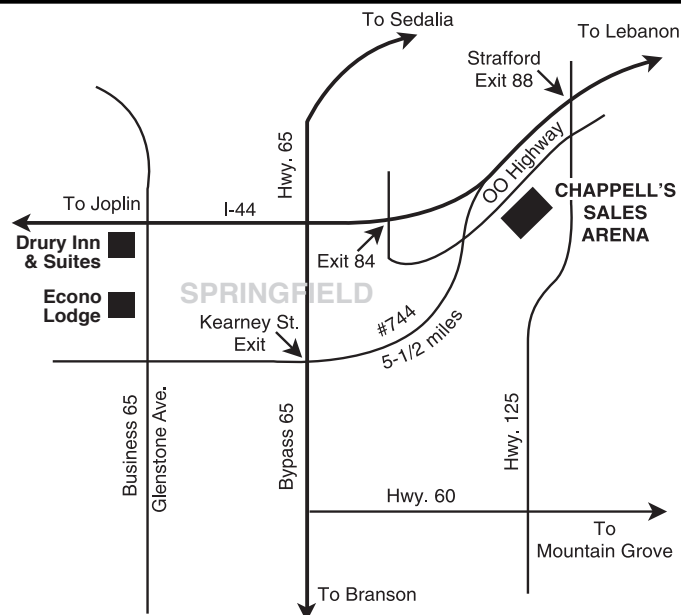 To Sedalia
To Lebanon
Strafford
Exit 88
Hwy. 65
OO Highway
To Joplin
I-44
CHAPPELL'S
SALES
ARENA
Drury Inn
& Suites
Exit 84
Econo
Lodge
SPRINGFIELD
Kearney St.
Exit
#744
5-1/2 miles
Business 65
Glenstone Ave.
Bypass 65
Hwy. 125
Hwy. 60
To
Mountain Grove
To Branson